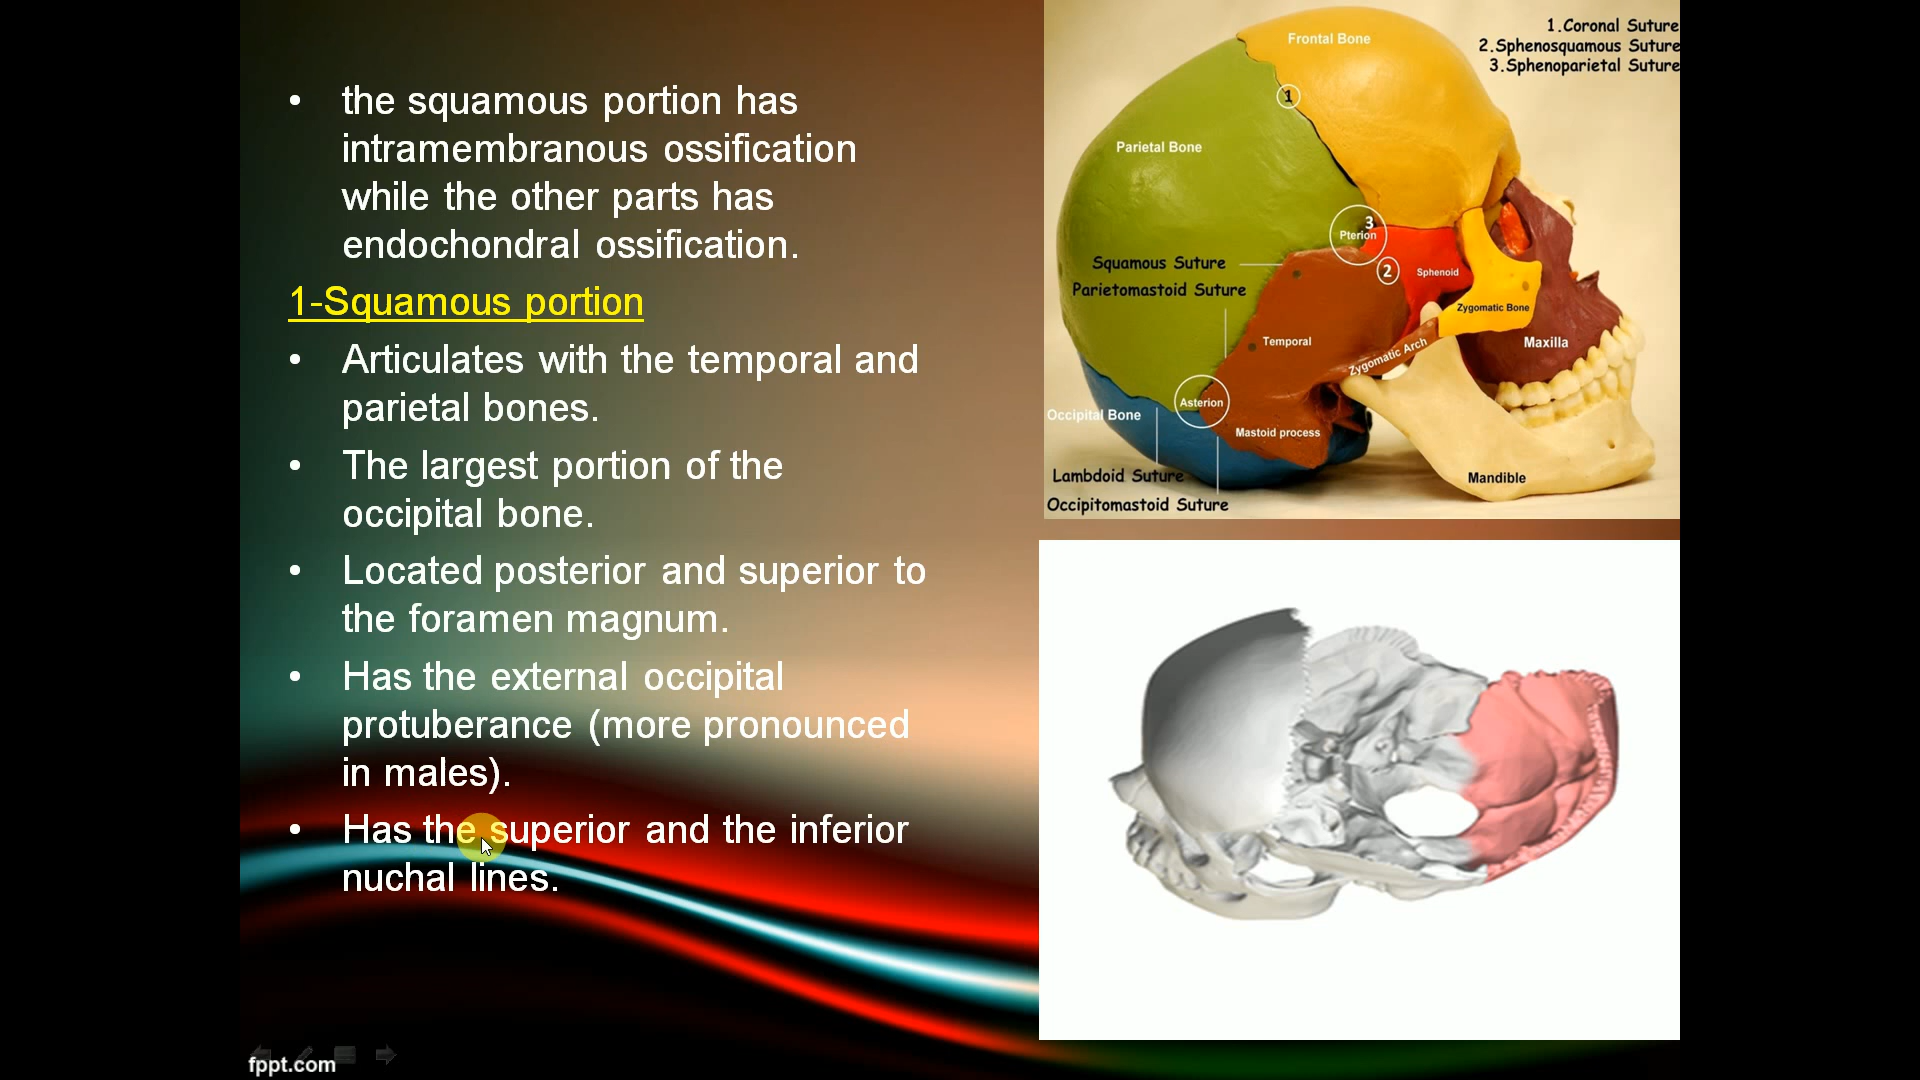 • the squamous portion has
intramembranous ossification
while the other parts has
endochondral ossification.
1-Squamous portion
• Articulates with the temporal and
parietal bones.
• The largest portion of the
occipital bone.
• Located posterior and superior to
the foramen magnum.
• Has the external occipital
protuberance (more pronounced
in males).
• Has the superior and the inferior
nuchal lines.
fppt.com
1.Coronal Suture
2.Sphenosquamous Suture
3.Sphenoparietal Suture
Frontal Bone
1
Parietal Bone
3
Pterion
2
Sphenoid
Squamous Suture
Parietomastoid Suture
Zygomatic Bone
Temporal
Zygomatic Arch
Maxilla
Asterion
Occipital Bone
Mastoid process
Lambdoid Suture
Mandible
Occipitomastoid Suture